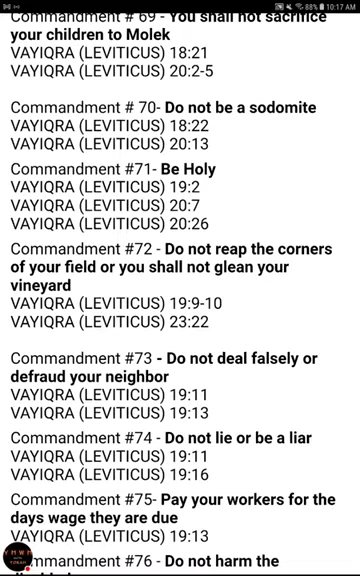 88% 10:17 AM
Commandment # 69 - You shall not sacrifice
your children to Molek
VAYIQRA (LEVITICUS) 18:21
VAYIQRA (LEVITICUS) 20:2-5
Commandment # 70- Do not be a sodomite
VAYIQRA (LEVITICUS) 18:22
VAYIQRA (LEVITICUS) 20:13
Commandment #71- Be Holy
VAYIQRA (LEVITICUS) 19:2
VAYIQRA (LEVITICUS) 20:7
VAYIQRA (LEVITICUS) 20:26
Commandment #72 - Do not reap the corners
of your field or you shall not glean your
vineyard
VAYIQRA (LEVITICUS) 19:9-10
VAYIQRA (LEVITICUS) 23:22
Commandment #73 - Do not deal falsely or
defraud your neighbor
VAYIQRA (LEVITICUS) 19:11
VAYIQRA (LEVITICUS) 19:13
Commandment #74 - Do not lie or be a liar
VAYIQRA (LEVITICUS) 19:11
VAYIQRA (LEVITICUS) 19:16
Commandment #75- Pay your workers for the
days wage they are due
VAYIQRA (LEVITICUS) 19:13
mmandment #76 - Do not harm the
TORAH